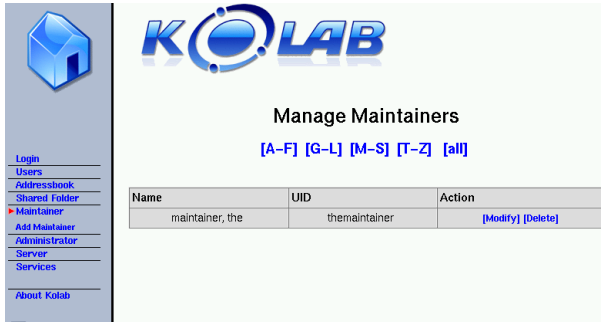 KOLAB
Manage Maintainers
[A-F] [G-L] [M-S] [T-Z] [all]
Login
Users
Addressbook
Shared Folder
Maintainer
Add Maintainer
Administrator
Server
Services
About Kolab
Name UID Action
maintainer, the themaintainer [Modify] [Delete]